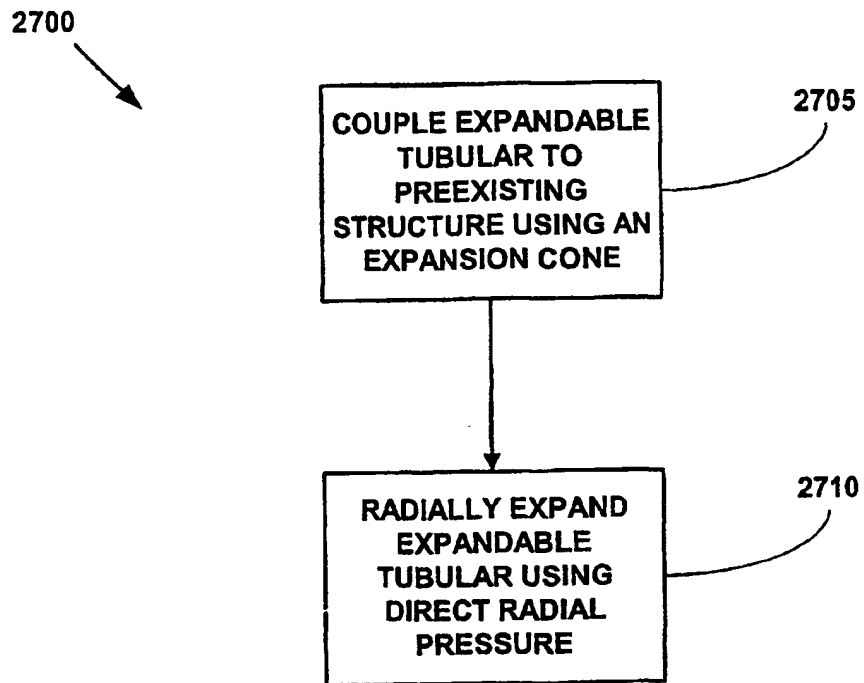 2700
2705
COUPLE EXPANDABLE
TUBULAR TO
PREEXISTING
STRUCTURE USING AN
EXPANSION CONE
2710
RADIALLY EXPAND
EXPANDABLE
TUBULAR USING
DIRECT RADIAL
PRESSURE